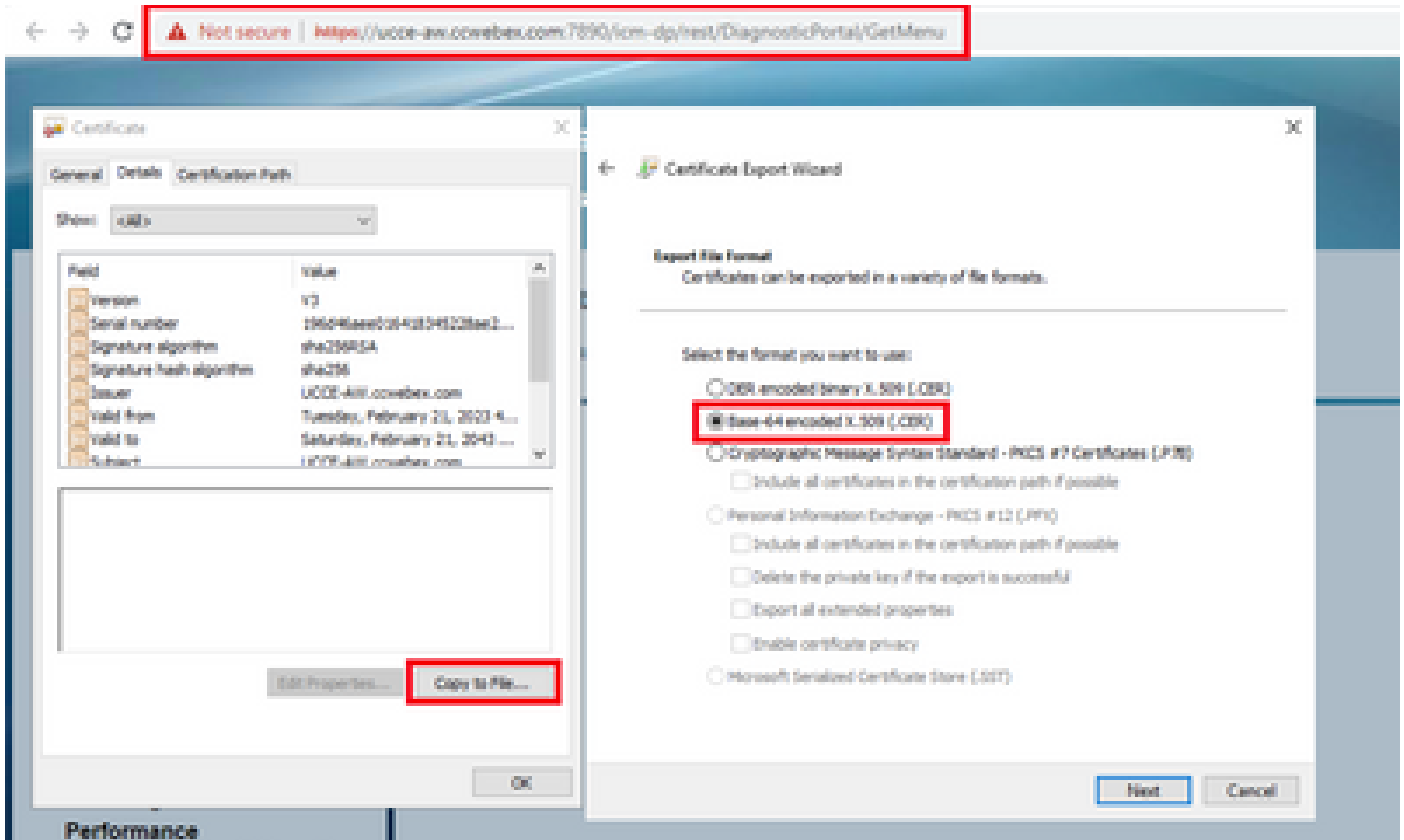 Not secure | https://ucce-aw.ccwebex.com:7890/icm-dp/rest/DiagnosticPortal/GetMenu
Certificate
General Details Certification Path
Show: <All>
Field Value
Version V3
Serial number
Signature algorithm sha256RSA
Signature hash algorithm sha256
Issuer UCCE-AW.ccwebex.com
Valid from Tuesday, February 21, 2023 4...
Valid to Saturday, February 21, 2043 ...
Subject UCCE-AW.ccwebex.com
Edit Properties... Copy to File...
OK
Performance
Certificate Export Wizard
Export File Format
Certificates can be exported in a variety of file formats.
Select the format you want to use:
DER encoded binary X.509 (.CER)
Base-64 encoded X.509 (.CER)
Cryptographic Message Syntax Standard - PKCS #7 Certificates (.P7B)
Include all certificates in the certification path if possible
Personal Information Exchange - PKCS #12 (.PFX)
Include all certificates in the certification path if possible
Delete the private key if the export is successful
Export all extended properties
Enable certificate privacy
Microsoft Serialized Certificate Store (.SST)
Next Cancel